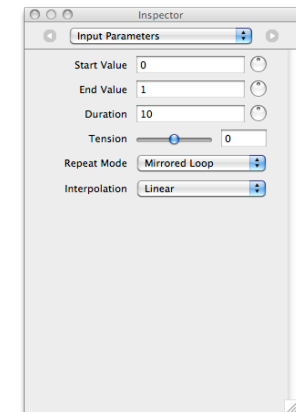 Inspector
Input Parameters
Start Value 0
End Value 1
Duration 10
Tension 0
Repeat Mode Mirrored Loop
Interpolation Linear